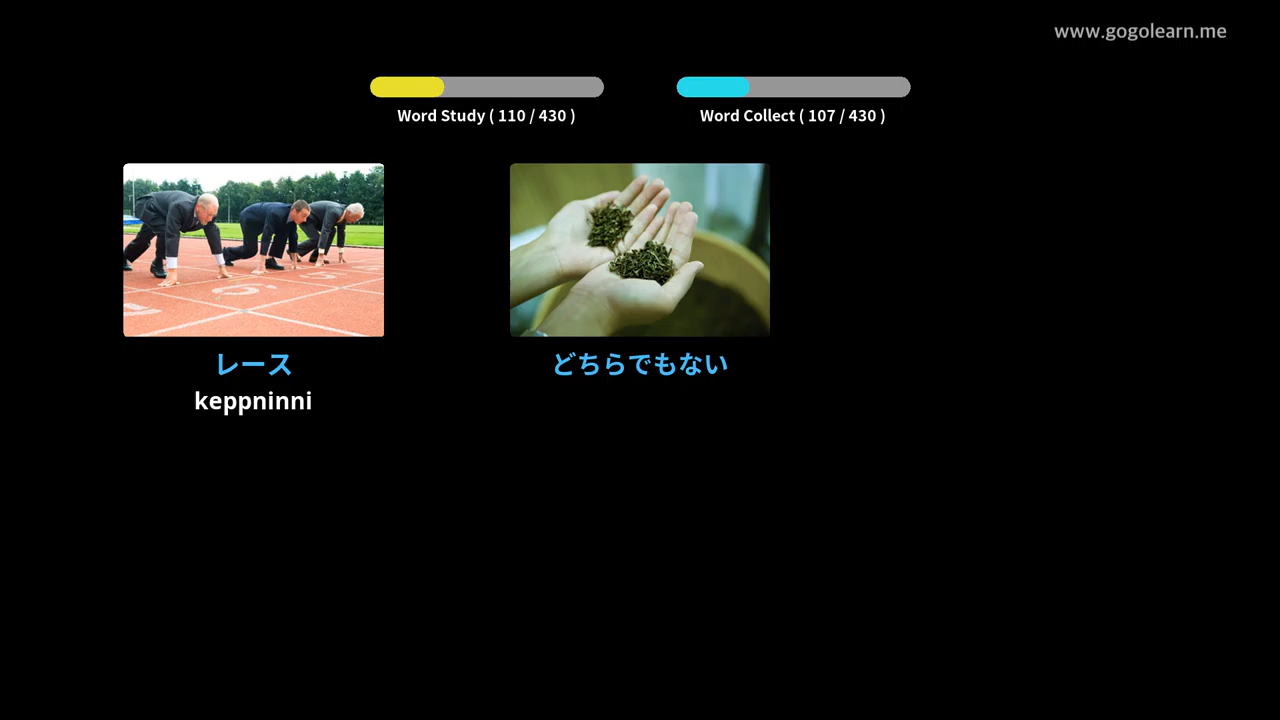 www.gogolearn.me
Word Study ( 110 / 430 )
Word Collect ( 107 / 430 )
レース
keppninni
どちらでもない